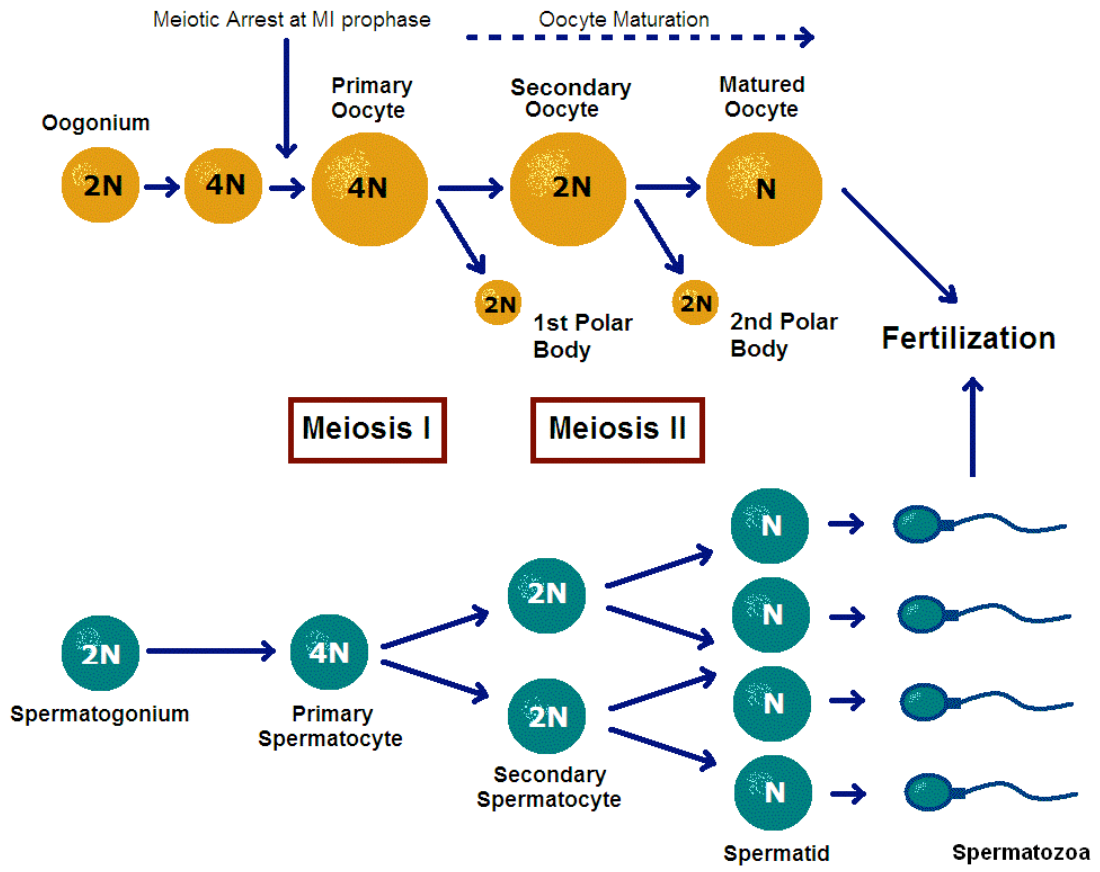 Meiotic Arrest at MI prophase
Oocyte Maturation
Primary
Oocyte
Secondary
Oocyte
Matured
Oocyte
Oogonium
2N
4N
4N
2N
N
2N
1st Polar
Body
2N
2nd Polar
Body
Fertilization
Meiosis I
Meiosis II
N
2N
N
2N
4N
2N
N
N
Spermatogonium
Primary
Spermatocyte
Secondary
Spermatocyte
Spermatid
Spermatozoa